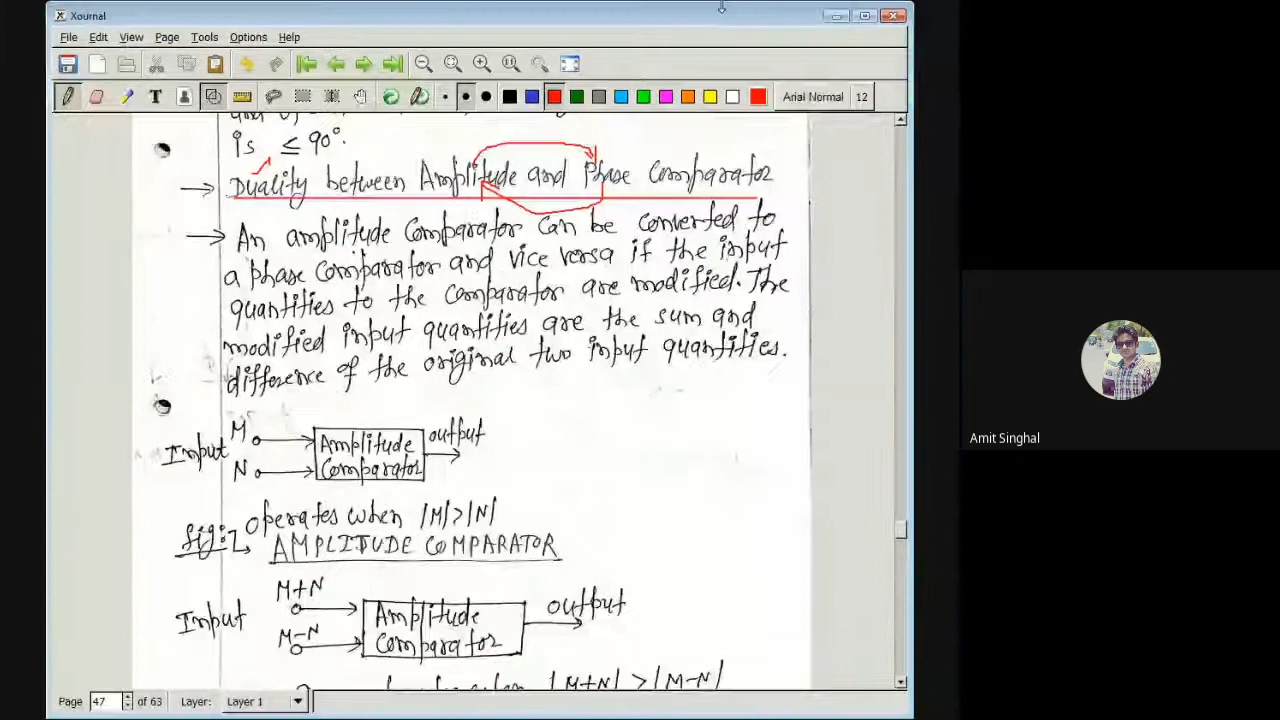 Xournal
File Edit View Page Tools Options Help
Arial Normal 12
is ≤ 90°.
→ Duality between Amplitude and Phase Comparator
→ An amplitude comparator can be converted to
a phase comparator and vice versa if the input
quantities to the comparator are modified. The
modified input quantities are the sum and
difference of the original two input quantities.
Input M N Amplitude Comparator output
Operates when |M|>|N|
fig:- AMPLITUDE COMPARATOR
Input M+N M-N Amplitude Comparator output
|M+N| > |M-N|
Amit Singhal
Page 47 of 63 Layer: Layer 1